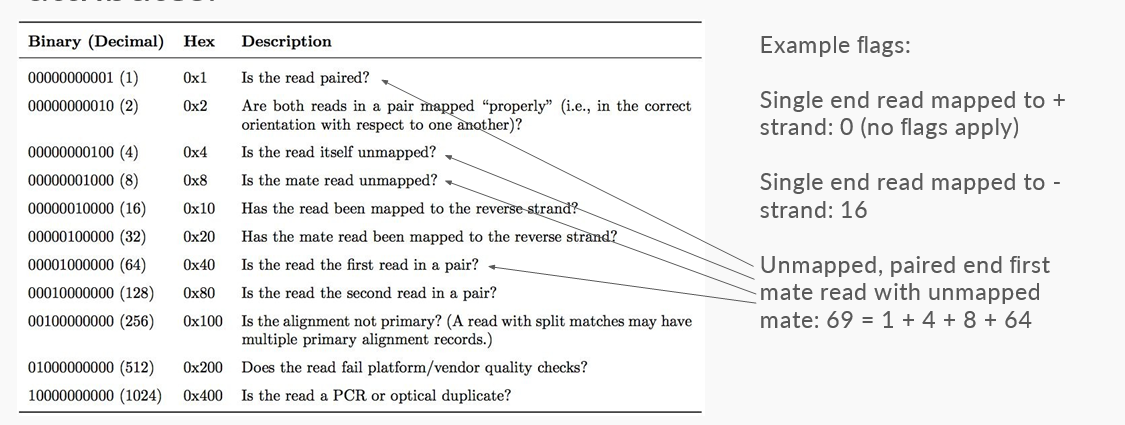 Binary (Decimal) Hex Description
00000000001 (1) 0x1 Is the read paired?
00000000010 (2) 0x2 Are both reads in a pair mapped “properly” (i.e., in the correct
orientation with respect to one another)?
00000000100 (4) 0x4 Is the read itself unmapped?
00000001000 (8) 0x8 Is the mate read unmapped?
00000010000 (16) 0x10 Has the read been mapped to the reverse strand?
00000100000 (32) 0x20 Has the mate read been mapped to the reverse strand?
00001000000 (64) 0x40 Is the read the first read in a pair?
00010000000 (128) 0x80 Is the read the second read in a pair?
00100000000 (256) 0x100 Is the alignment not primary? (A read with split matches may have
multiple primary alignment records.)
01000000000 (512) 0x200 Does the read fail platform/vendor quality checks?
10000000000 (1024) 0x400 Is the read a PCR or optical duplicate?
Example flags:
Single end read mapped to +
strand: 0 (no flags apply)
Single end read mapped to -
strand: 16
Unmapped, paired end first
mate read with unmapped
mate: 69 = 1 + 4 + 8 + 64